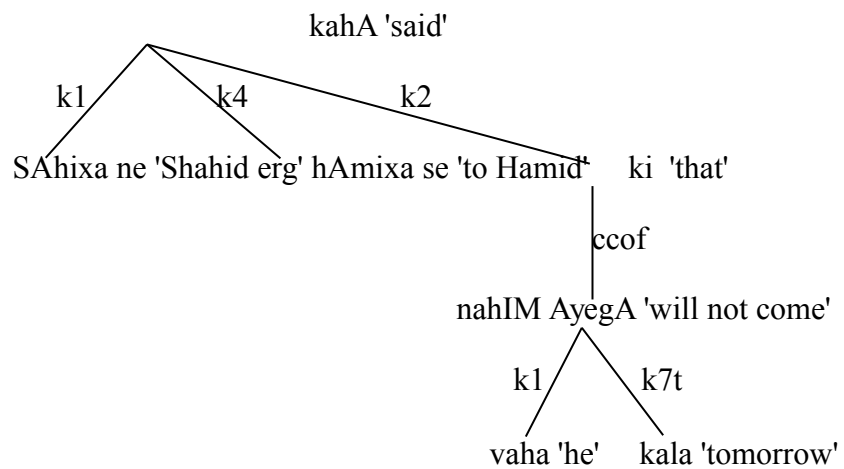 kahA 'said'
k1 k4 k2
SAhixa ne 'Shahid erg' hAmixa se 'to Hamid' ki 'that'
ccof
nahIM AyegA 'will not come'
k1 k7t
vaha 'he' kala 'tomorrow'